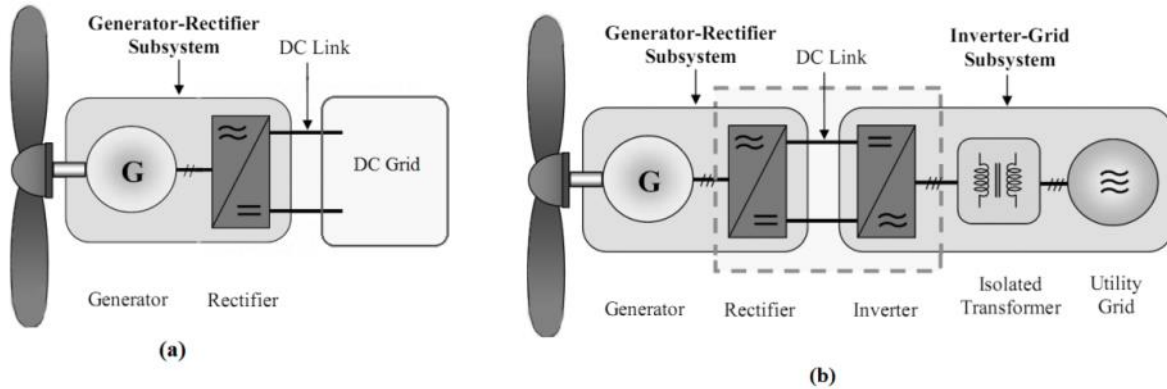 Generator-Rectifier
Subsystem
DC Link
G
DC Grid
Generator
Rectifier
(a)
Generator-Rectifier
Subsystem
DC Link
Inverter-Grid
Subsystem
G
Generator
Rectifier
Inverter
Isolated
Transformer
Utility
Grid
(b)